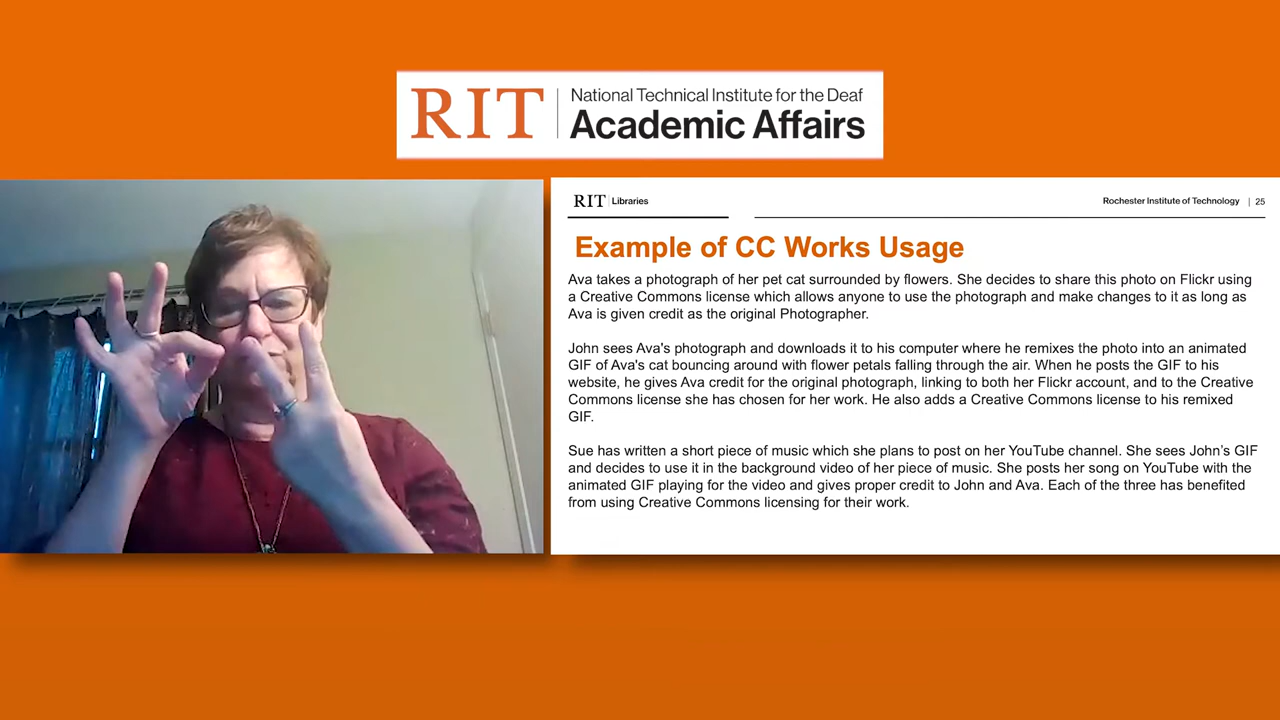 RIT | National Technical Institute for the Deaf
Academic Affairs
RIT | Libraries
Rochester Institute of Technology | 25
Example of CC Works Usage
Ava takes a photograph of her pet cat surrounded by flowers. She decides to share this photo on Flickr using
a Creative Commons license which allows anyone to use the photograph and make changes to it as long as
Ava is given credit as the original Photographer.
John sees Ava's photograph and downloads it to his computer where he remixes the photo into an animated
GIF of Ava's cat bouncing around with flower petals falling through the air. When he posts the GIF to his
website, he gives Ava credit for the original photograph, linking to both her Flickr account, and to the Creative
Commons license she has chosen for her work. He also adds a Creative Commons license to his remixed
GIF.
Sue has written a short piece of music which she plans to post on her YouTube channel. She sees John’s GIF
and decides to use it in the background video of her piece of music. She posts her song on YouTube with the
animated GIF playing for the video and gives proper credit to John and Ava. Each of the three has benefited
from using Creative Commons licensing for their work.